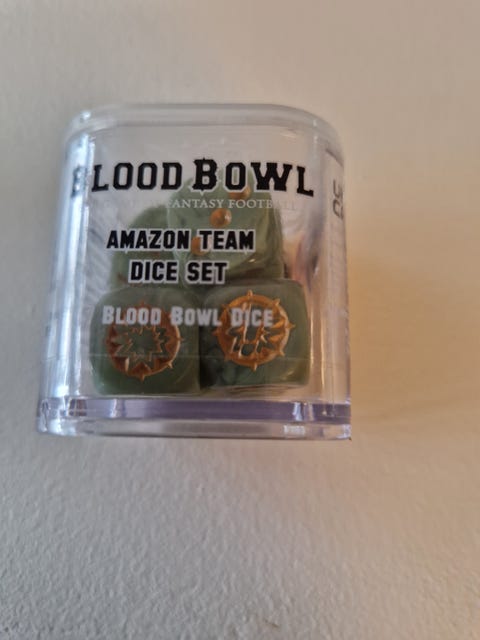 BLOOD BOWL
FANTASY FOOTBALL
AMAZON TEAM
DICE SET
BLOOD BOWL DICE